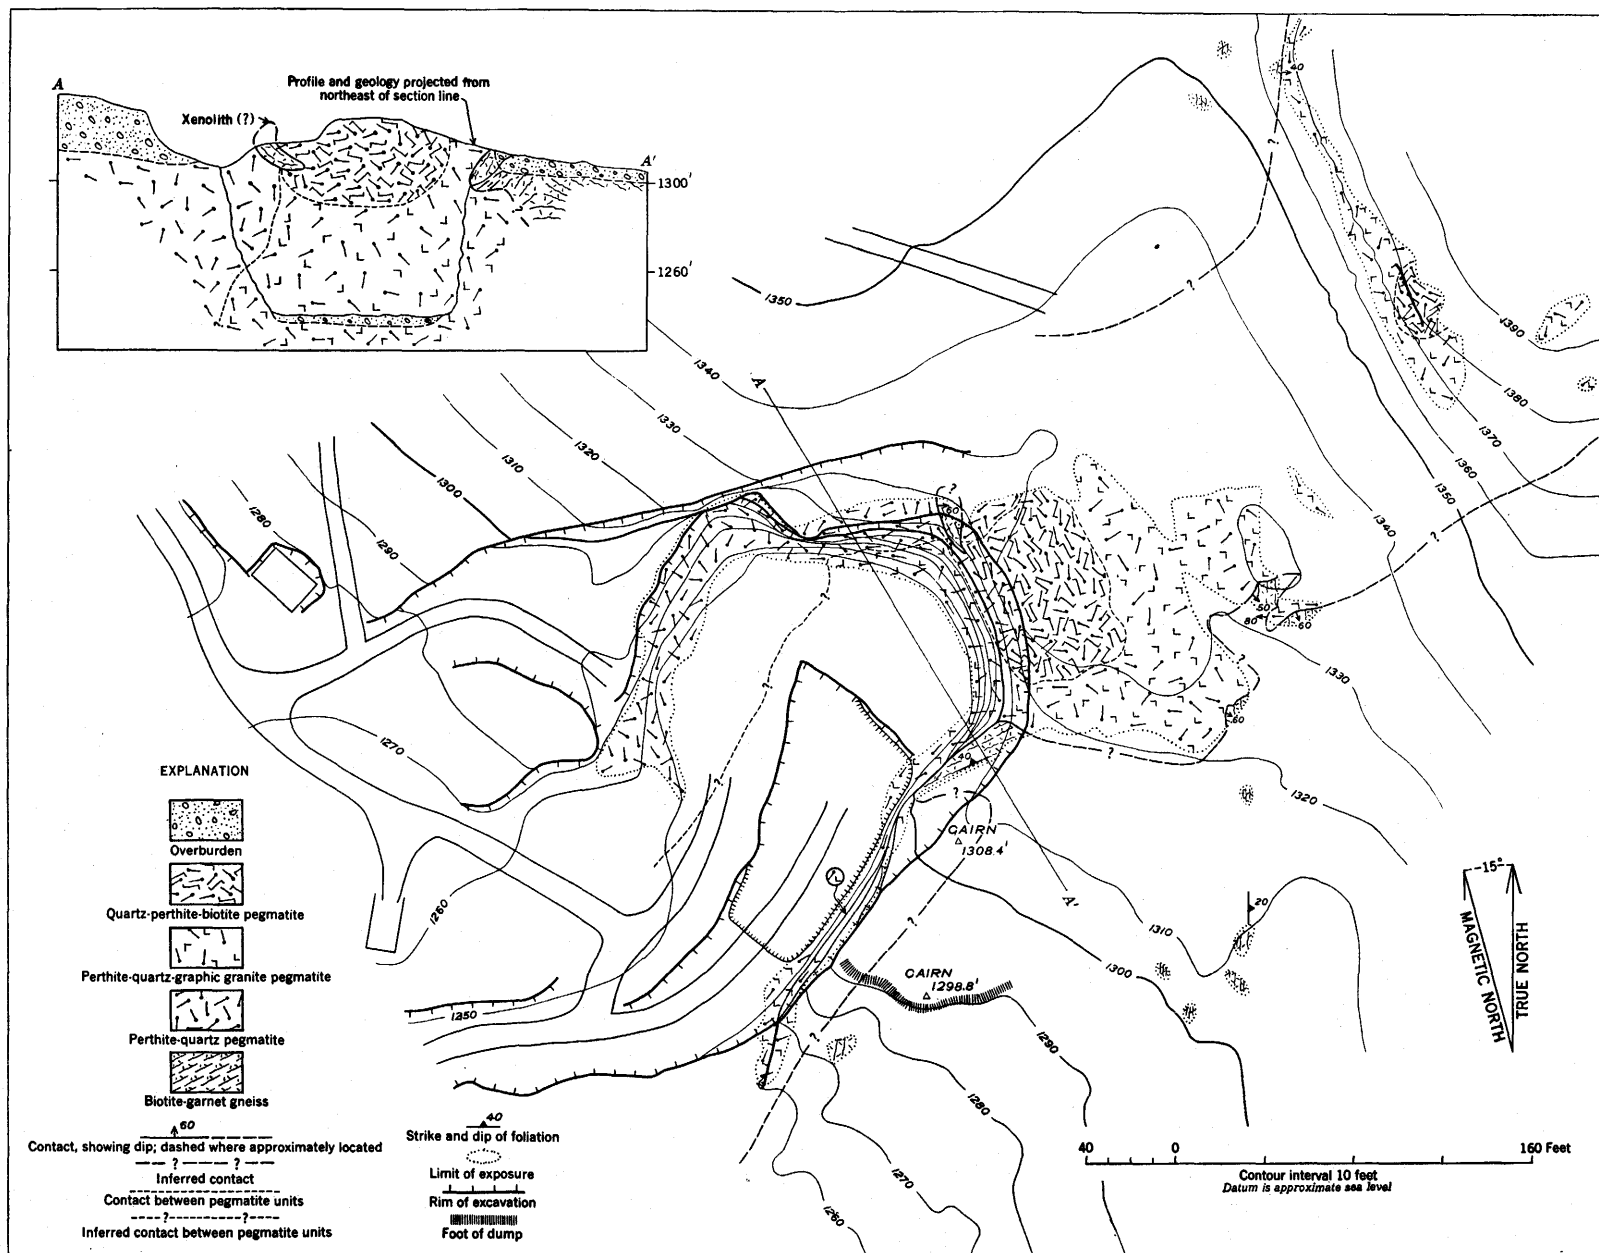 A
Profile and geology projected from
northeast of section line
Xenolith (?)
A'
1300'
1260'
40
?
?
1350
1340
1330
1320
1310
1300
1290
1280
1390
1380
1370
1360
1350
1340
A
?
60
?
50
80
60
?
60
1330
?
?
?
1270
40
?
1320
CAIRN
1308.4'
A'
20
1310
1300
?
CAIRN
1298.8'
?
1260
1250
1290
1280
1270
1260
EXPLANATION
Overburden
Quartz-perthite-biotite pegmatite
Perthite-quartz-graphic granite pegmatite
Perthite-quartz pegmatite
Biotite-garnet gneiss
60
Contact, showing dip; dashed where approximately located
? ?
Inferred contact
Contact between pegmatite units
? ?
Inferred contact between pegmatite units
40
Strike and dip of foliation
Limit of exposure
Rim of excavation
Foot of dump
15°
MAGNETIC NORTH
TRUE NORTH
40 0 160 Feet
Contour interval 10 feet
Datum is approximate sea level